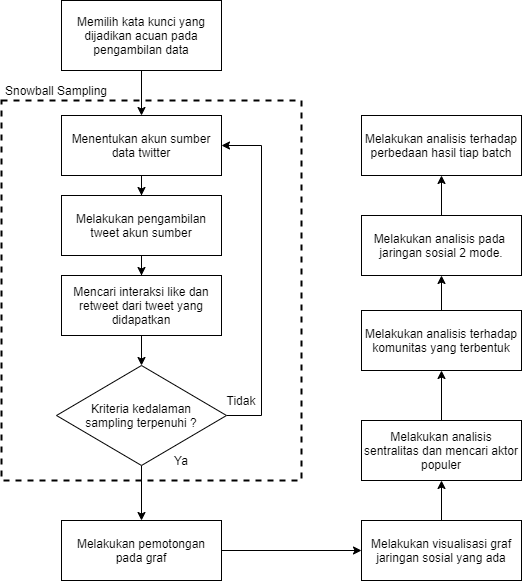 Memilih kata kunci yang
dijadikan acuan pada
pengambilan data
Snowball Sampling
Menentukan akun sumber
data twitter
Melakukan pengambilan
tweet akun sumber
Mencari interaksi like dan
retweet dari tweet yang
didapatkan
Kriteria kedalaman
sampling terpenuhi ?
Tidak
Ya
Melakukan pemotongan
pada graf
Melakukan visualisasi graf
jaringan sosial yang ada
Melakukan analisis
sentralitas dan mencari aktor
populer
Melakukan analisis terhadap
komunitas yang terbentuk
Melakukan analisis pada
jaringan sosial 2 mode.
Melakukan analisis terhadap
perbedaan hasil tiap batch